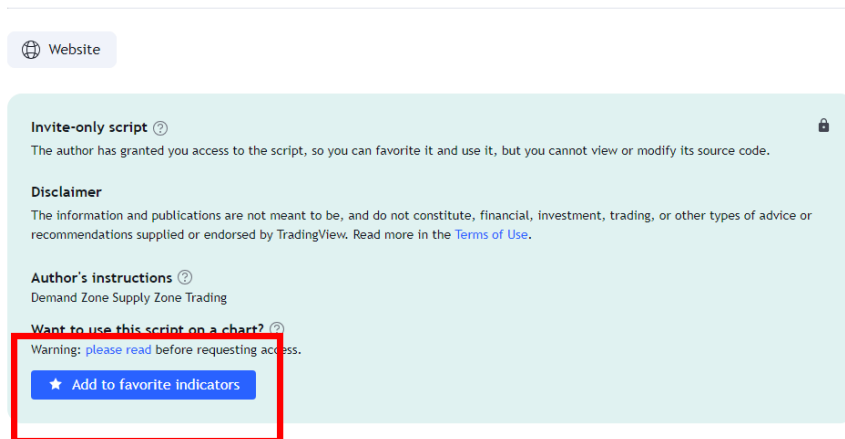 Website
Invite-only script
The author has granted you access to the script, so you can favorite it and use it, but you cannot view or modify its source code.
Disclaimer
The information and publications are not meant to be, and do not constitute, financial, investment, trading, or other types of advice or
recommendations supplied or endorsed by TradingView. Read more in the Terms of Use.
Author's instructions
Demand Zone Supply Zone Trading
Want to use this script on a chart?
Warning: please read before requesting access.
Add to favorite indicators